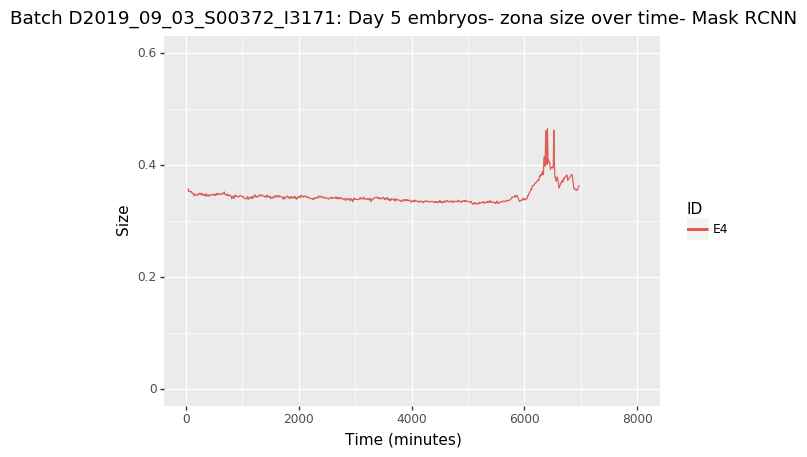 Batch D2019_09_03_S00372_I3171: Day 5 embryos- zona size over time- Mask RCNN
0.6
0.4
0.2
0
Size
0 2000 4000 6000 8000
Time (minutes)
ID
E4